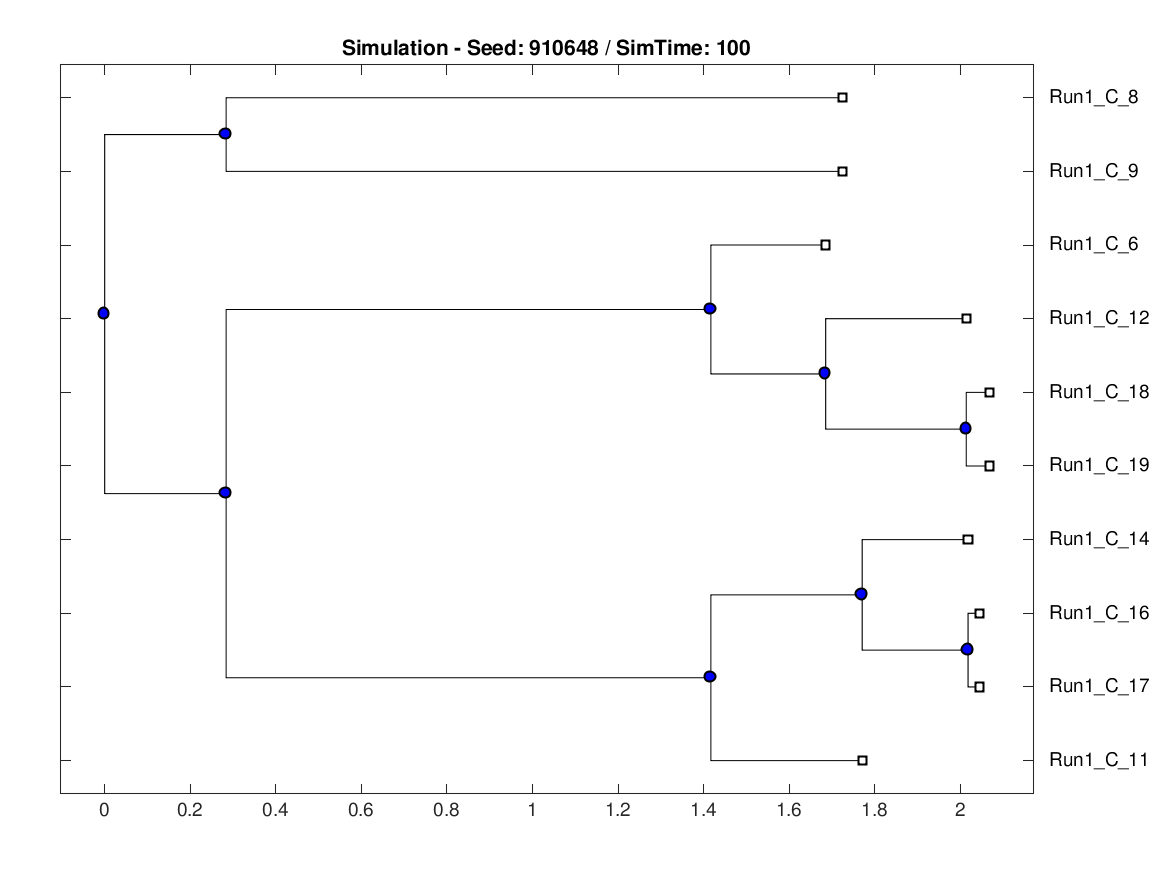 Simulation - Seed: 910648 / SimTime: 100
Run1_C_8
Run1_C_9
Run1_C_6
Run1_C_12
Run1_C_18
Run1_C_19
Run1_C_14
Run1_C_16
Run1_C_17
Run1_C_11
0 0.2 0.4 0.6 0.8 1 1.2 1.4 1.6 1.8 2